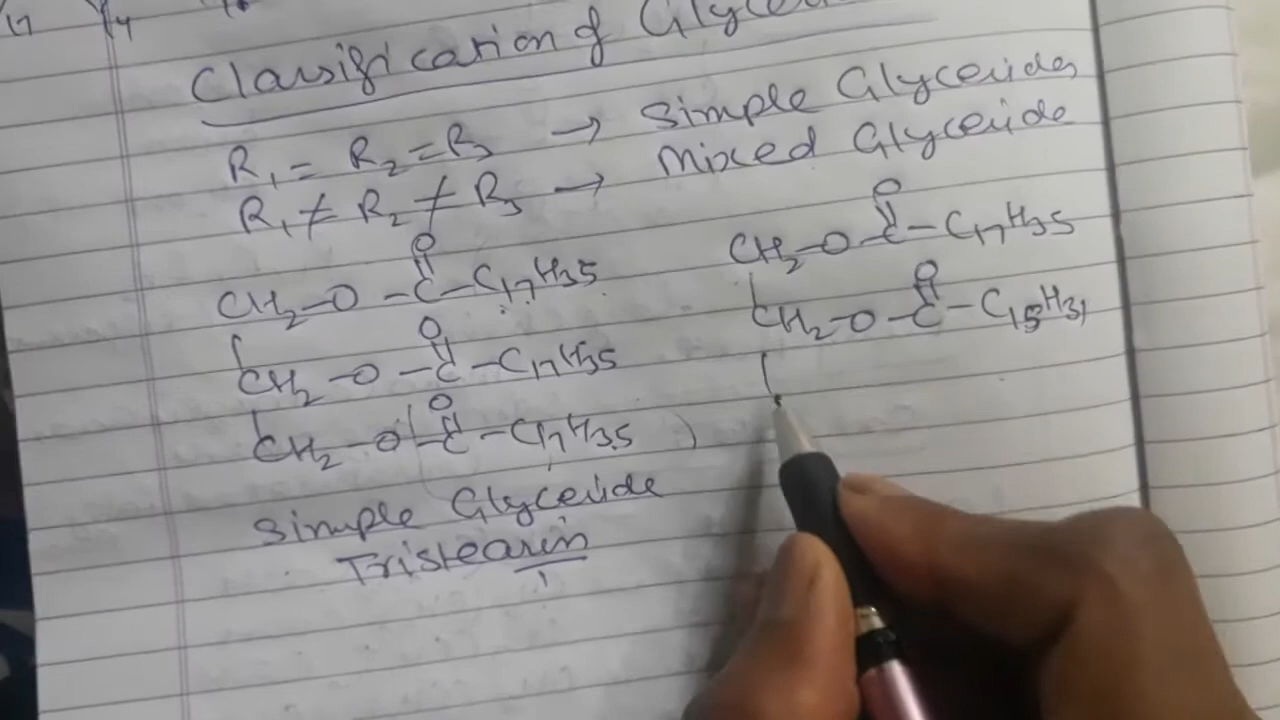 Classification of
R₁ = R₂ = R₃ → Simple Glycerides
R₁ ≠ R₂ ≠ R₃ → Mixed Glyceride
O
CH₂-O-C-C₁₇H₃₅
O
CH₂-O-C-C₁₇H₃₅
O
CH₂-O-C-C₁₇H₃₅
Simple Glyceride
Tristearin
O
CH₂-O-C-C₁₇H₃₅
O
CH₂-O-C-C₁₅H₃₁